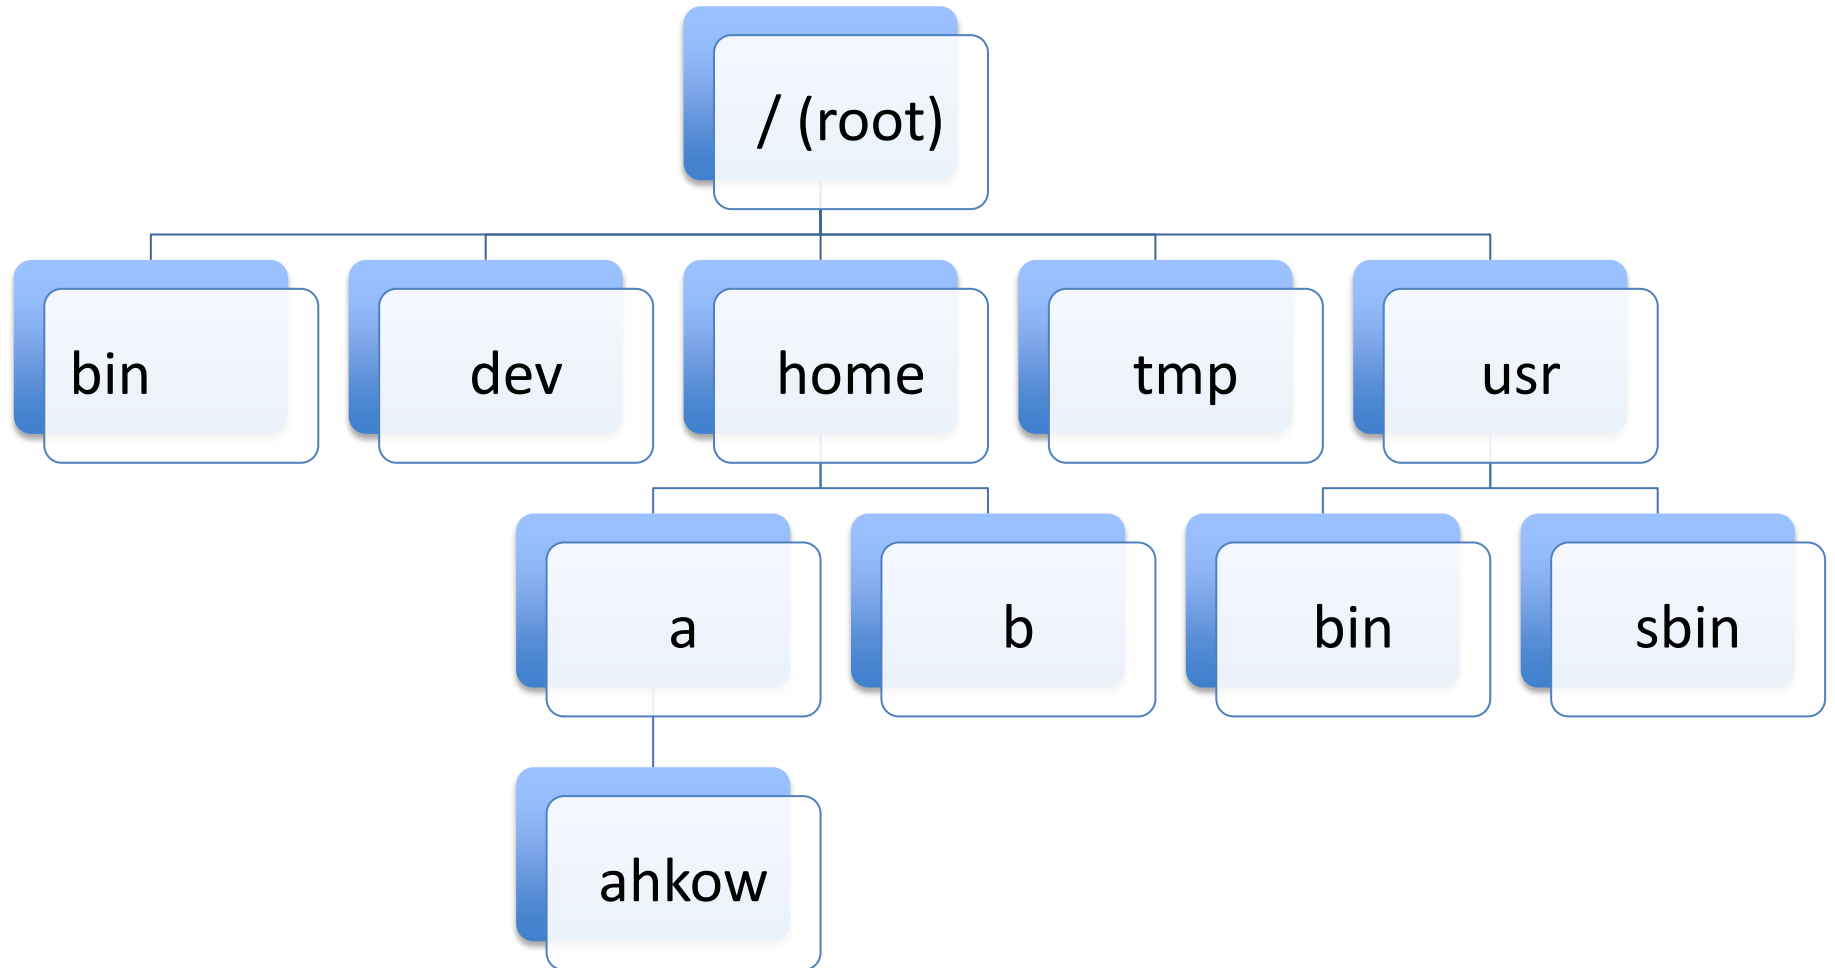 / (root)
bin
dev
home
tmp
usr
a
b
bin
sbin
ahkow